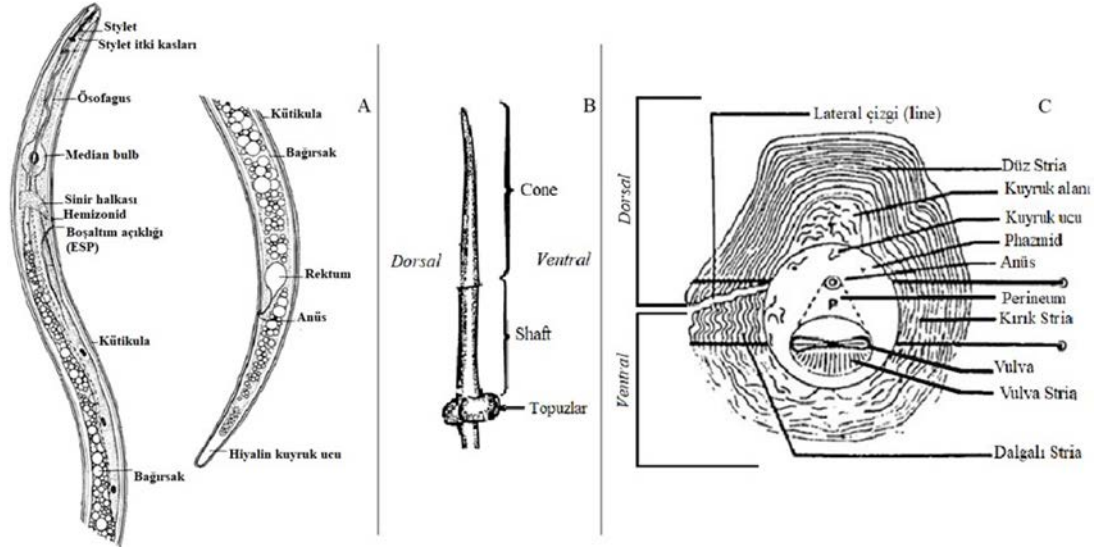 Stylet
Stylet itki kasları
Ösofagus
Median bulb
Sinir halkası
Hemizonid
Boşaltım açıklığı
(ESP)
Kütikula
Bağırsak
A
Kütikula
Bağırsak
Rektum
Anüs
Hiyalin kuyruk ucu
B
Cone
Dorsal
Ventral
Shaft
Topuzlar
C
Lateral çizgi (line)
Dorsal
Düz Stria
Kuyruk alanı
Kuyruk ucu
Phazmid
Anüs
P
Perineum
Kırık Stria
Ventral
Vulva
Vulva Stria
Dalgalı Stria